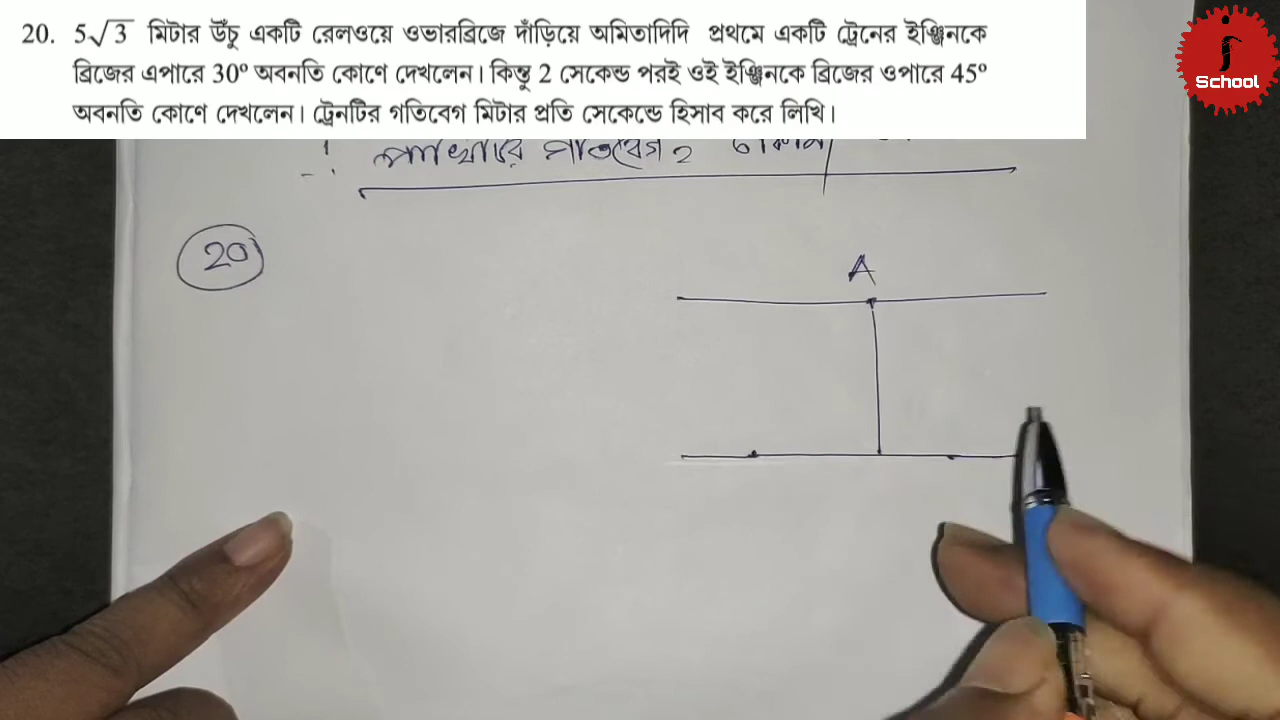 20. 5√3 মিটার উঁচু একটি রেলওয়ে ওভারব্রিজে দাঁড়িয়ে অমিতাদিদি প্রথমে একটি ট্রেনের ইঞ্জিনকে
ব্রিজের এপারে 30° অবনতি কোণে দেখলেন। কিন্তু 2 সেকেন্ড পরই ওই ইঞ্জিনকে ব্রিজের ওপারে 45°
অবনতি কোণে দেখলেন। ট্রেনটির গতিবেগ মিটার প্রতি সেকেন্ডে হিসাব করে লিখি।
School
গতিবেগ
20
A